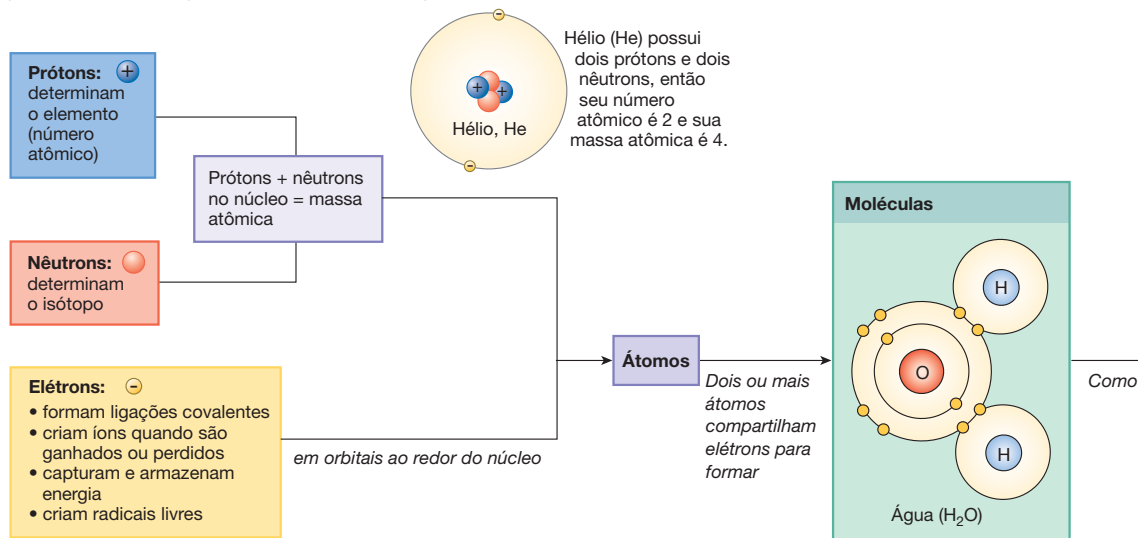 Prótons: +
determinam
o elemento
(número
atômico)
Nêutrons:
determinam
o isótopo
Prótons + nêutrons
no núcleo = massa
atômica
Elétrons: −
• formam ligações covalentes
• criam íons quando são
ganhados ou perdidos
• capturam e armazenam
energia
• criam radicais livres
em orbitais ao redor do núcleo
−
+
+
Hélio, He
−
Hélio (He) possui
dois prótons e dois
nêutrons, então
seu número
atômico é 2 e sua
massa atômica é 4.
Átomos
Dois ou mais
átomos
compartilham
elétrons para
formar
Moléculas
H
O
H
Água (H₂O)
Como